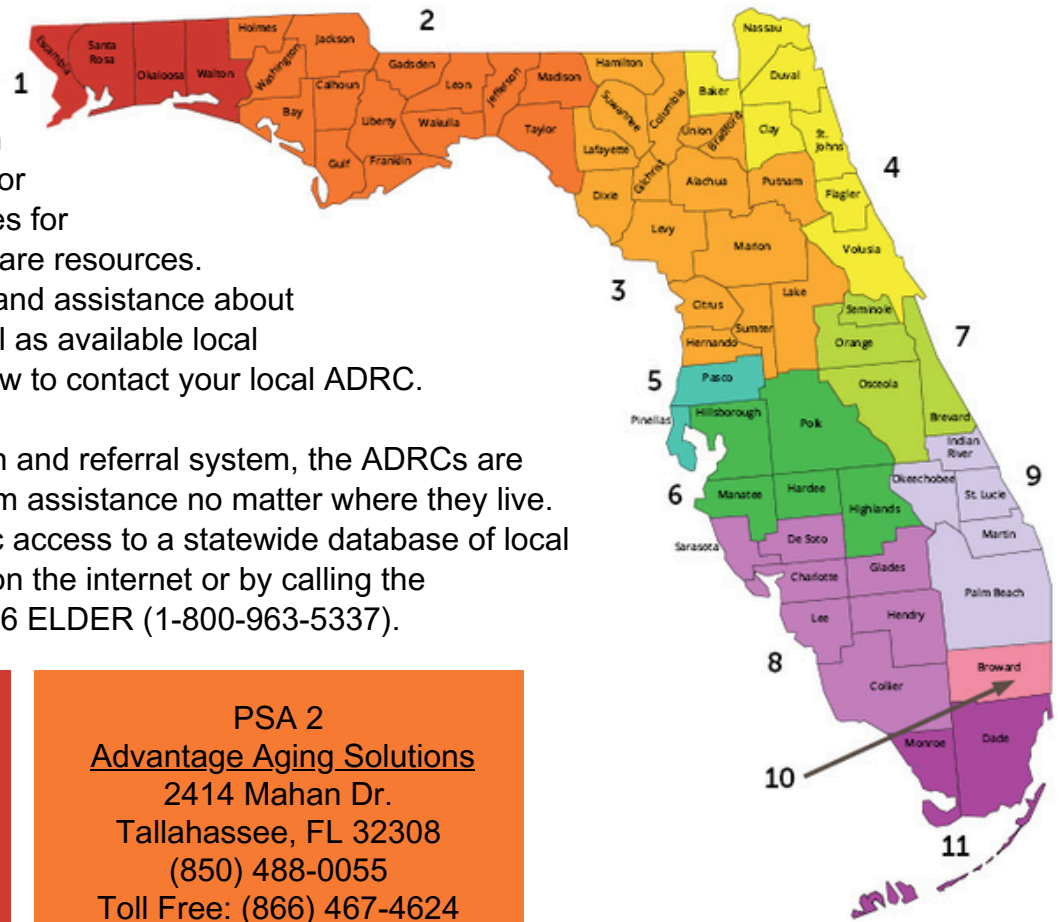 2
Nassau
Holmes
Jackson
Escambia
Santa
Rosa
Okaloosa
Walton
Washington
Gadsden
Leon
Jefferson
Madison
Hamilton
Baker
Duval
1
Calhoun
Bay
Liberty
Wakulla
Taylor
Suwannee
Columbia
Union
Bradford
Clay
St.
Johns
Gulf
Franklin
Lafayette
Gilchrist
Alachua
Putnam
Flagler
4
Dixie
Levy
Marion
Volusia
or
es for
are resources.
and assistance about
l as available local
w to contact your local ADRC.
3
Citrus
Sumter
Lake
Hernando
Seminole
Orange
7
5
Pasco
Osceola
Pinellas
Hillsborough
Polk
Brevard
Indian
River
n and referral system, the ADRCs are
m assistance no matter where they live.
c access to a statewide database of local
on the internet or by calling the
6 ELDER (1-800-963-5337).
6
Manatee
Hardee
Highlands
Okeechobee
St. Lucie
9
Martin
Sarasota
De Soto
Charlotte
Glades
Lee
Hendry
Palm Beach
8
Collier
Broward
Monroe
Dade
10
11
PSA 2
Advantage Aging Solutions
2414 Mahan Dr.
Tallahassee, FL 32308
(850) 488-0055
Toll Free: (866) 467-4624